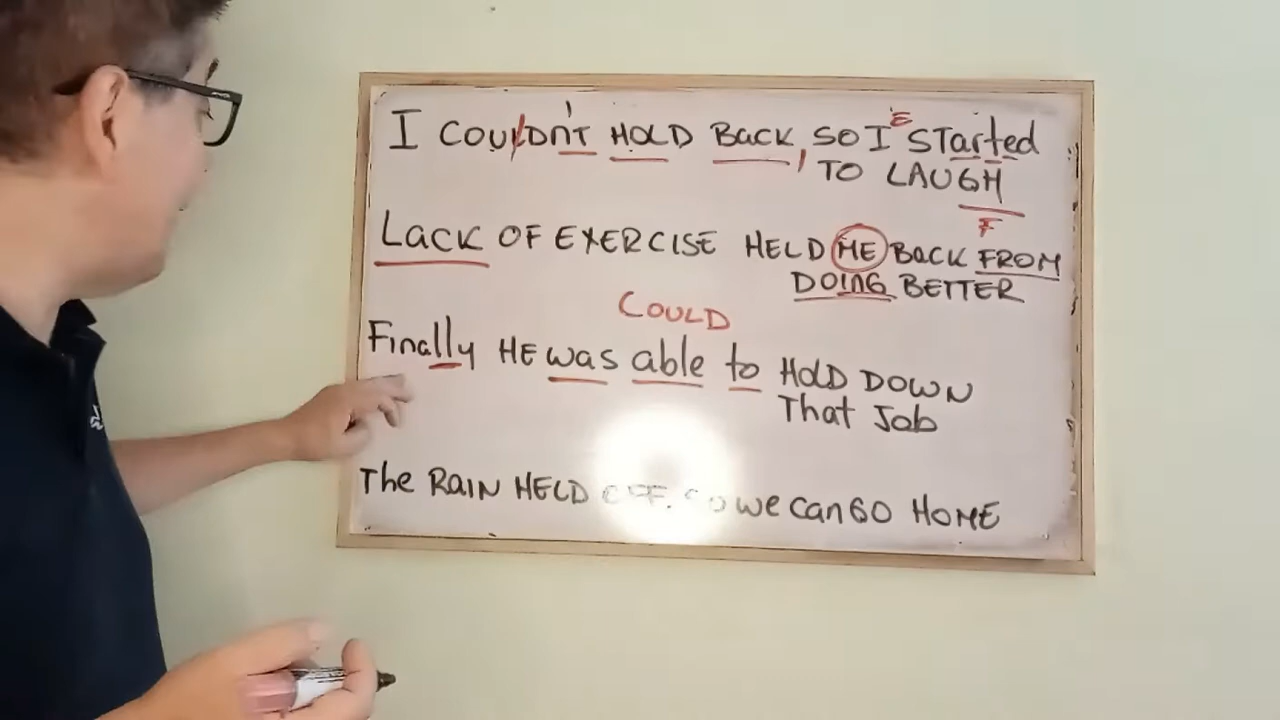 I COULDN'T HOLD BACK, SO I E STARTED
TO LAUGH
F
LACK OF EXERCISE HELD ME BACK FROM
DOING BETTER
COULD
Finally HE was able to HOLD DOWN
That Job
The RAIN HELD we can GO HOME